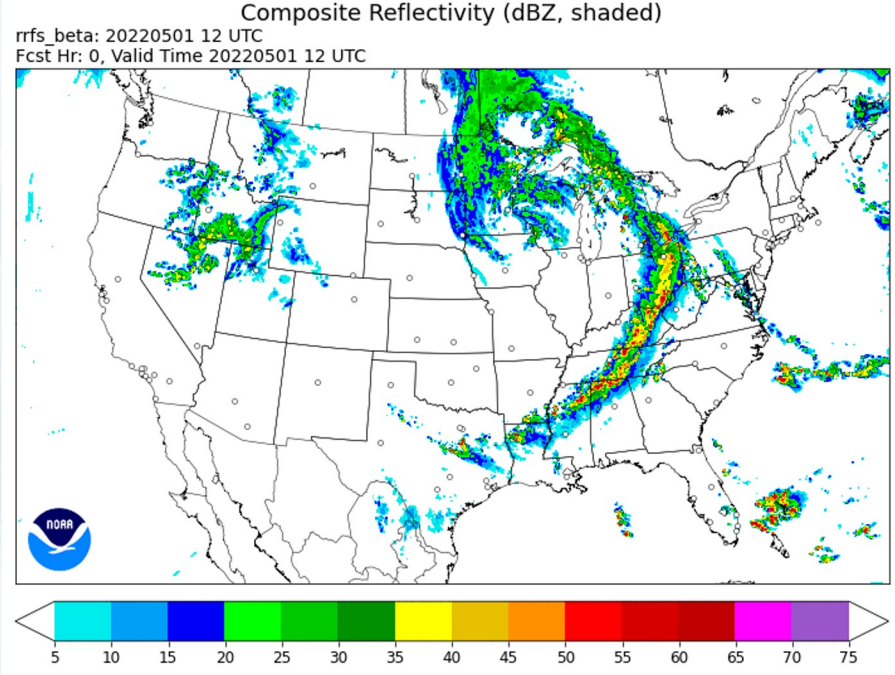 Composite Reflectivity (dBZ, shaded)
rrfs_beta: 20220501 12 UTC
Fcst Hr: 0, Valid Time 20220501 12 UTC
NOAA
5 10 15 20 25 30 35 40 45 50 55 60 65 70 75